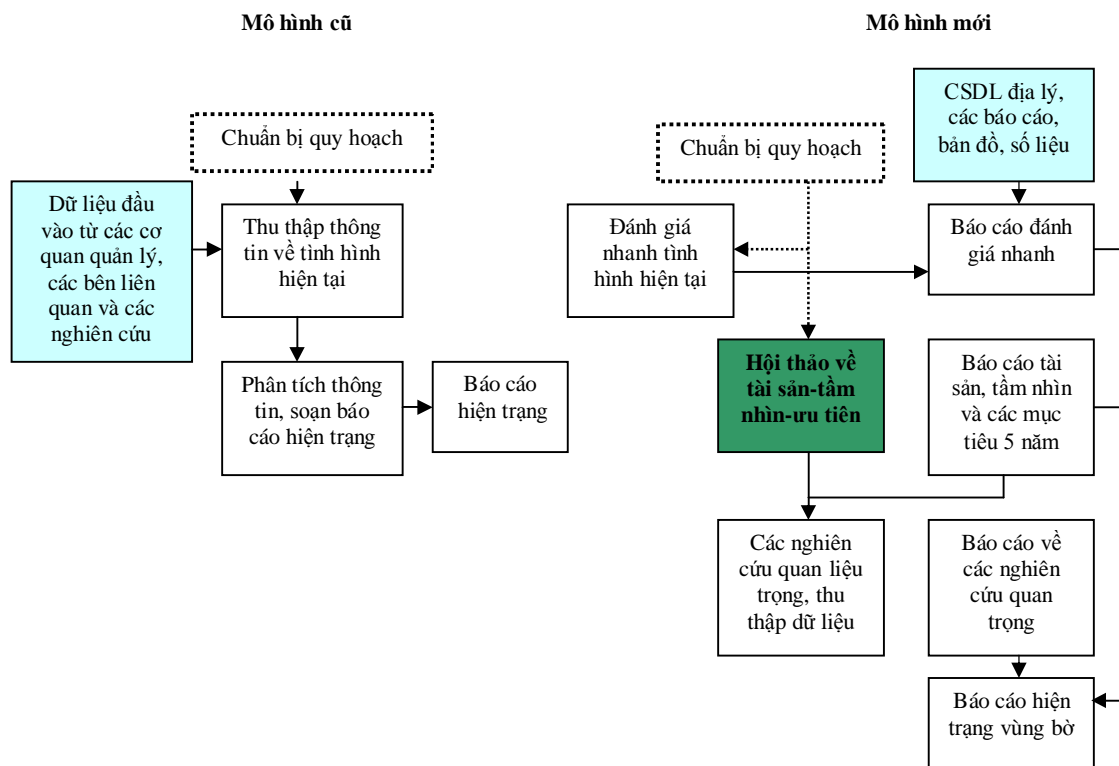 Mô hình cũ
Mô hình mới
Chuẩn bị quy hoạch
Dữ liệu đầu
vào từ các cơ
quan quản lý,
các bên liên
quan và các
nghiên cứu
Thu thập thông
tin về tình hình
hiện tại
Phân tích thông
tin, soạn báo
cáo hiện trạng
Báo cáo
hiện trạng
CSDL địa lý,
các báo cáo,
bản đồ, số liệu
Chuẩn bị quy hoạch
Đánh giá
nhanh tình
hình hiện tại
Báo cáo đánh
giá nhanh
Hội thảo về
tài sản-tầm
nhìn-ưu tiên
Báo cáo tài
sản, tầm nhìn
và các mục
tiêu 5 năm
Các nghiên
cứu quan liệu
trọng, thu
thập dữ liệu
Báo cáo về
các nghiên
cứu quan
trọng
Báo cáo hiện
trạng vùng bờ